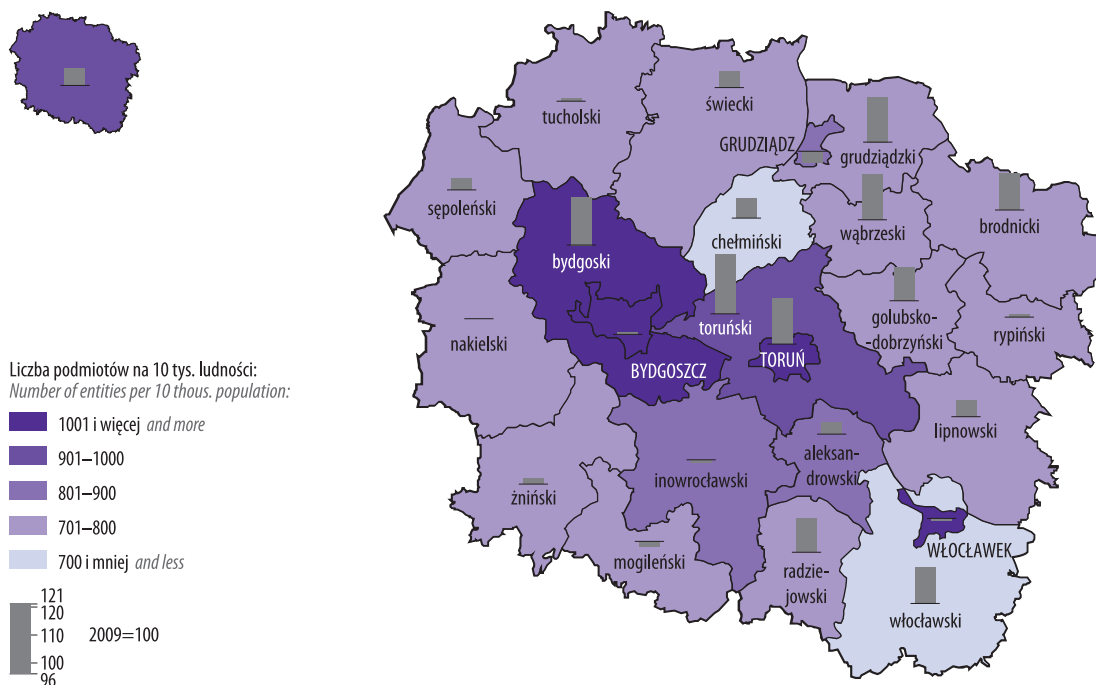 tucholski
świecki
GRUDZIĄDZ
grudziądzki
sępoleński
brodnicki
chełmiński
wąbrzeski
bydgoski
toruński
golubsko-
-dobrzyński
rypiński
nakielski
BYDGOSZCZ
TORUŃ
lipnowski
aleksan-
drowski
inowrocławski
żniński
WŁOCŁAWEK
mogileński
radzie-
jowski
włocławski
Liczba podmiotów na 10 tys. ludności:
Number of entities per 10 thous. population:
1001 i więcej and more
901–1000
801–900
701–800
700 i mniej and less
121
120
110 2009=100
100
96